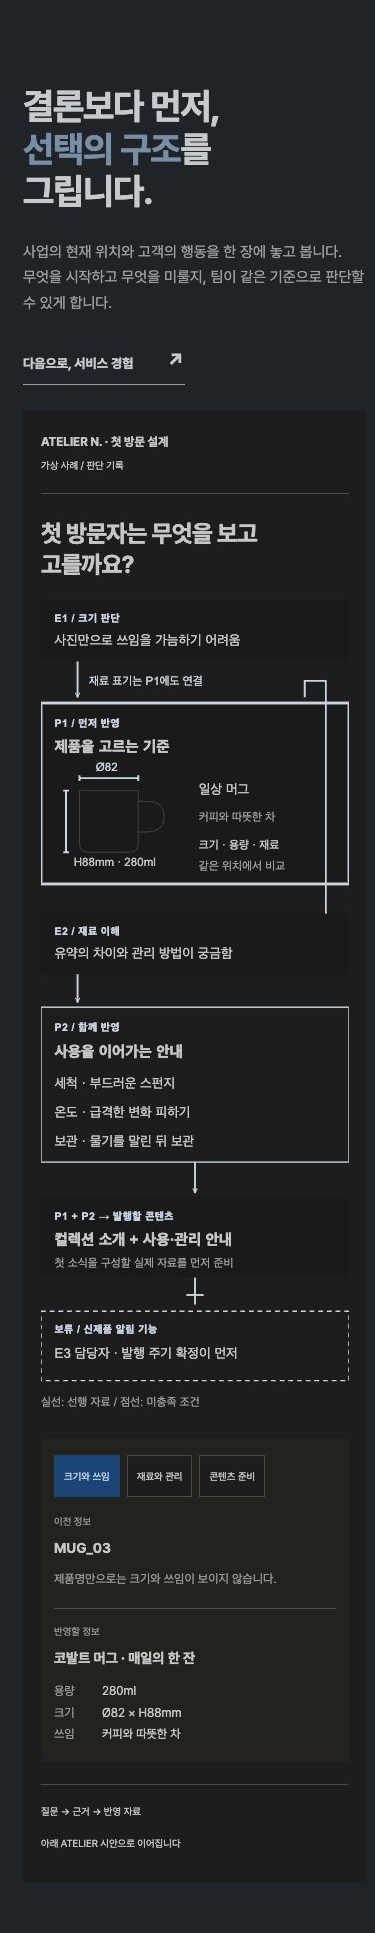 결론보다 먼저,
선택의 구조를
그립니다.
사업의 현재 위치와 고객의 행동을 한 장에 놓고 봅니다.
무엇을 시작하고 무엇을 미룰지, 팀이 같은 기준으로 판단할
수 있게 합니다.
다음으로, 서비스 경험 ↗
ATELIER N. · 첫 방문 설계
가상 사례 / 판단 기록
첫 방문자는 무엇을 보고
고를까요?
E1 / 크기 판단
사진만으로 쓰임을 가늠하기 어려움
재료 표기는 P1에도 연결
P1 / 먼저 반영
제품을 고르는 기준
Ø82
H88mm · 280ml
일상 머그
커피와 따뜻한 차
크기 · 용량 · 재료
같은 위치에서 비교
E2 / 재료 이해
유약의 차이와 관리 방법이 궁금함
P2 / 함께 반영
사용을 이어가는 안내
세척 · 부드러운 스펀지
온도 · 급격한 변화 피하기
보관 · 물기를 말린 뒤 보관
P1 + P2 → 발행할 콘텐츠
컬렉션 소개 + 사용·관리 안내
첫 소식을 구성할 실제 자료를 먼저 준비
보류 / 신제품 알림 기능
E3 담당자 · 발행 주기 확정이 먼저
실선: 선행 자료 / 점선: 미충족 조건
크기와 쓰임
재료와 관리
콘텐츠 준비
이전 정보
MUG_03
제품명만으로는 크기와 쓰임이 보이지 않습니다.
반영할 정보
코발트 머그 · 매일의 한 잔
용량 280ml
크기 Ø82 × H88mm
쓰임 커피와 따뜻한 차
질문 → 근거 → 반영 자료
아래 ATELIER 시안으로 이어집니다